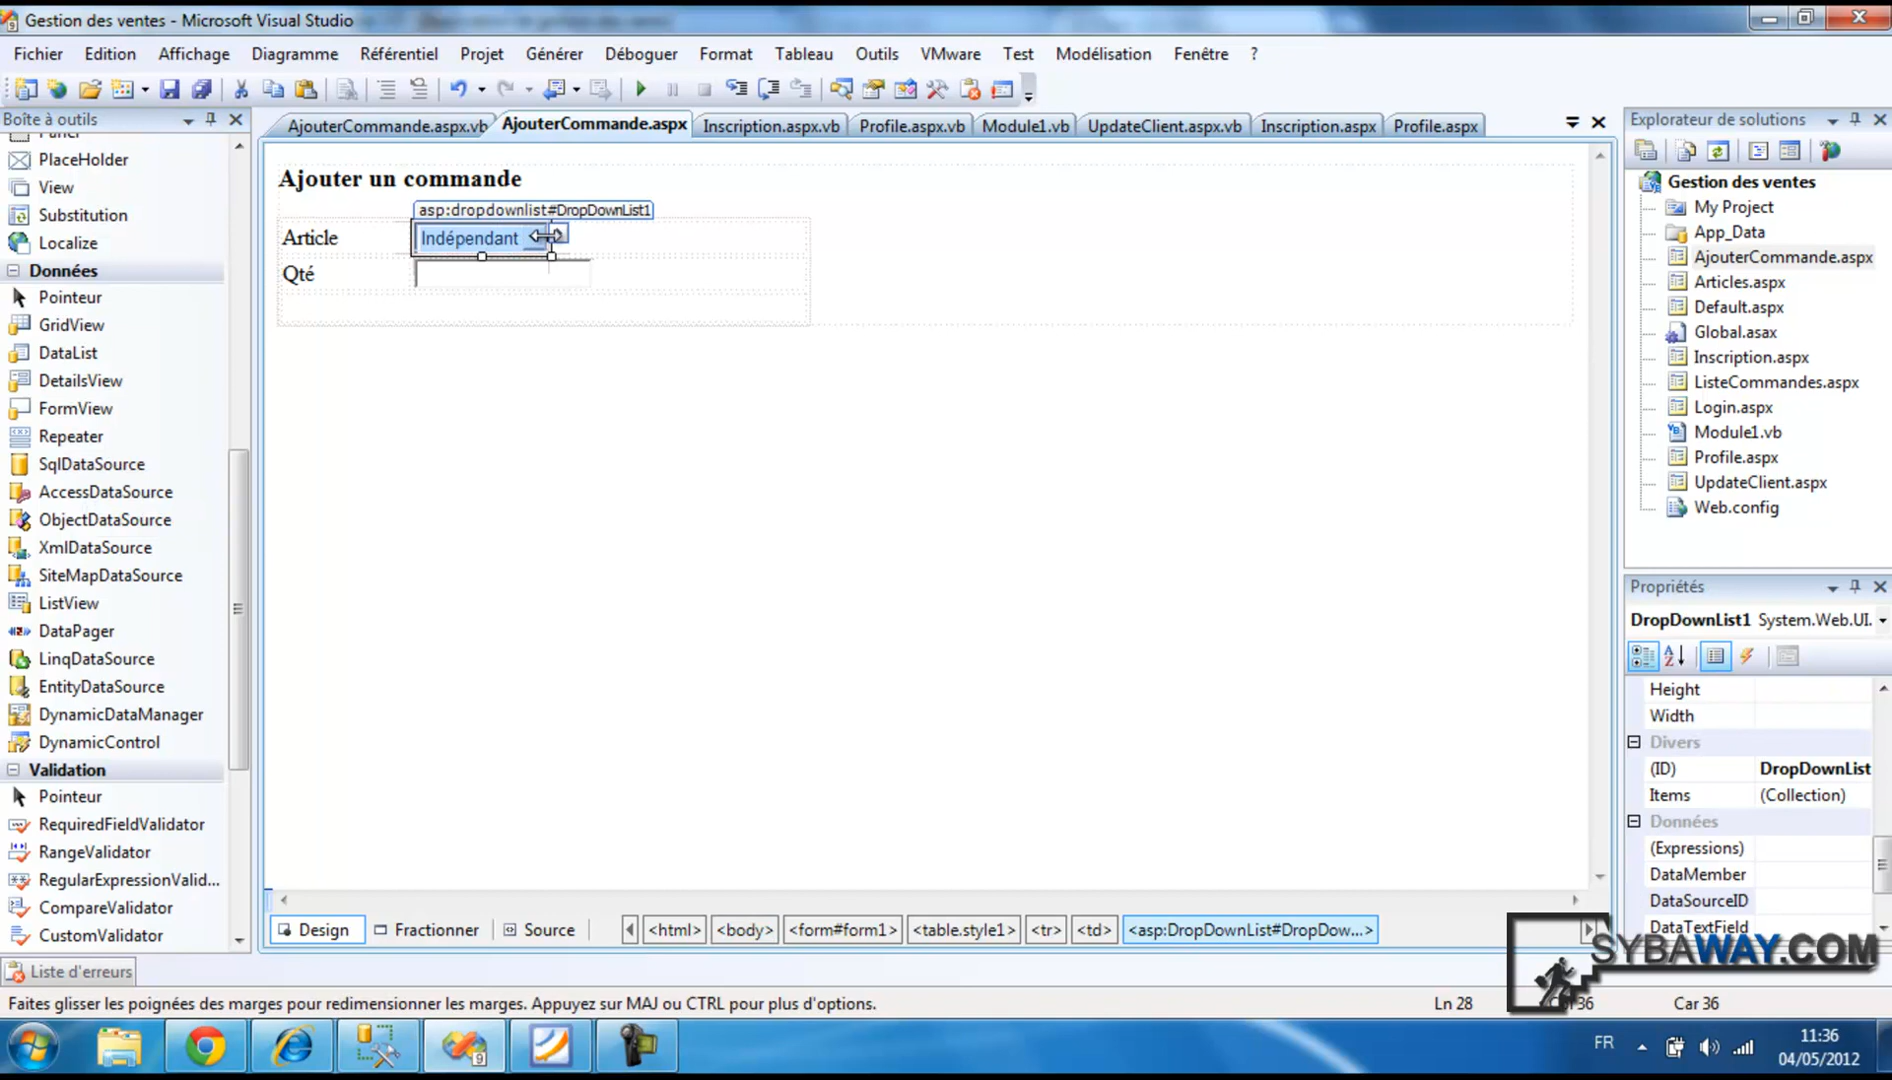 Gestion des ventes - Microsoft Visual Studio
Fichier Edition Affichage Diagramme Référentiel Projet Générer Déboguer Format Tableau Outils VMware Test Modélisation Fenêtre ?
Boîte à outils
AjouterCommande.aspx.vb AjouterCommande.aspx Inscription.aspx.vb Profile.aspx.vb Module1.vb UpdateClient.aspx.vb Inscription.aspx Profile.aspx
Explorateur de solutions
Panel
PlaceHolder
View
Substitution
Localize
Données
Pointeur
GridView
DataList
DetailsView
FormView
Repeater
SqlDataSource
AccessDataSource
ObjectDataSource
XmlDataSource
SiteMapDataSource
ListView
DataPager
LinqDataSource
EntityDataSource
DynamicDataManager
DynamicControl
Validation
Pointeur
RequiredFieldValidator
RangeValidator
RegularExpressionValid...
CompareValidator
CustomValidator
Liste d'erreurs
Ajouter un commande
asp:dropdownlist#DropDownList1
Article Indépendant
Qté
Design Fractionner Source <html> <body> <form#form1> <table.style1> <tr> <td> <asp:DropDownList#DropDow...>
Gestion des ventes
My Project
App_Data
AjouterCommande.aspx
Articles.aspx
Default.aspx
Global.asax
Inscription.aspx
ListeCommandes.aspx
Login.aspx
Module1.vb
Profile.aspx
UpdateClient.aspx
Web.config
Propriétés
DropDownList1 System.Web.UI.
Height
Width
Divers
(ID) DropDownList
Items (Collection)
Données
(Expressions)
DataMember
DataSourceID
DataTextField
SYBAWAY.COM
Faites glisser les poignées des marges pour redimensionner les marges. Appuyez sur MAJ ou CTRL pour plus d'options.
Ln 28 Col 36 Car 36
FR
11:36
04/05/2012